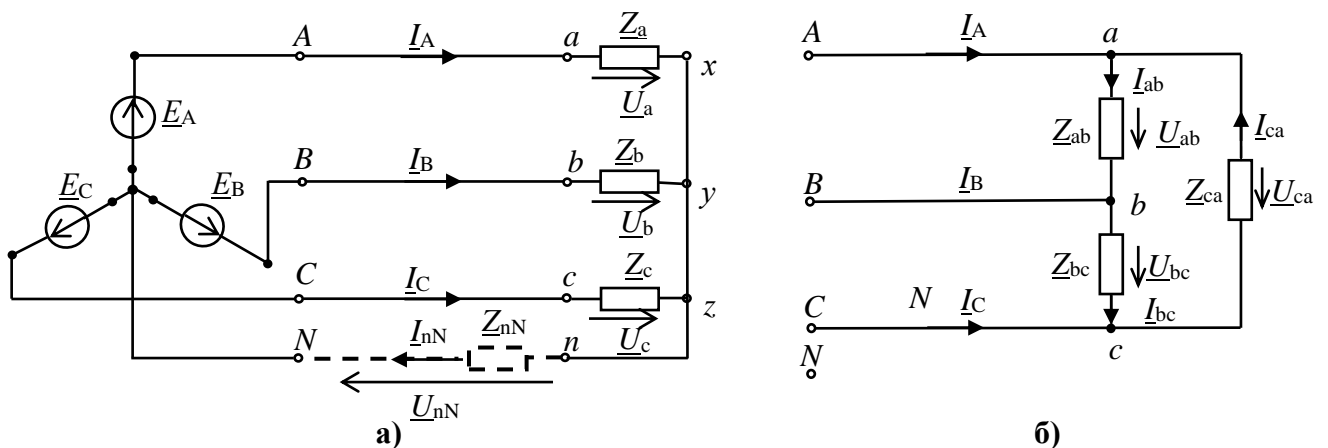 A I_A a Z_a x
U_a
E_A
B I_B b Z_b y
E_C E_B
U_b
C I_C c Z_c z
U_c
N I_nN Z_nN n
U_nN
а)
A I_A a
I_ab
Z_ab U_ab I_ca
B I_B b Z_ca U_ca
Z_bc U_bc
C N I_C I_bc
N c
б)